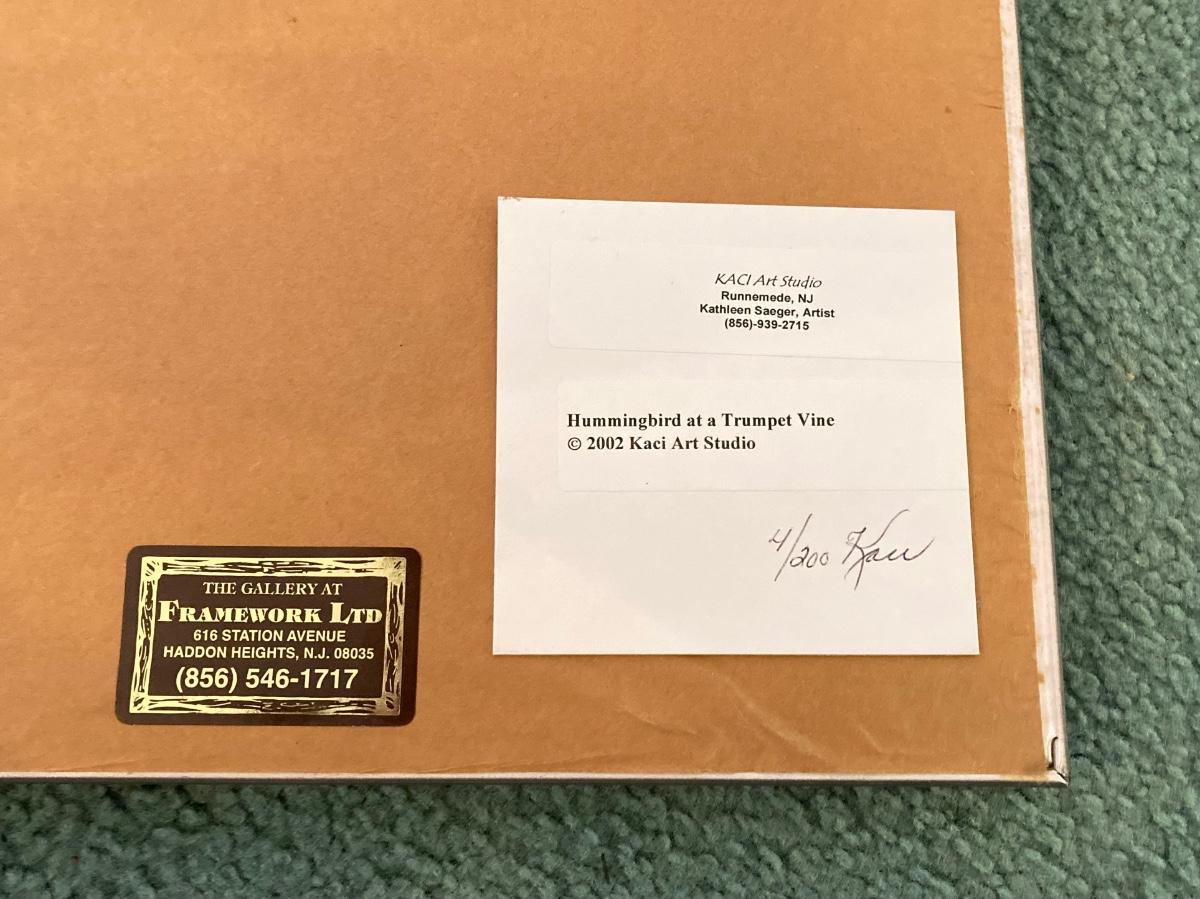 KACI Art Studio
Runnemede, NJ
Kathleen Saeger, Artist
(856)-939-2715
Hummingbird at a Trumpet Vine
© 2002 Kaci Art Studio
4/200 Kaci
THE GALLERY AT
FRAMEWORK LTD
616 STATION AVENUE
HADDON HEIGHTS, N.J. 08035
(856) 546-1717